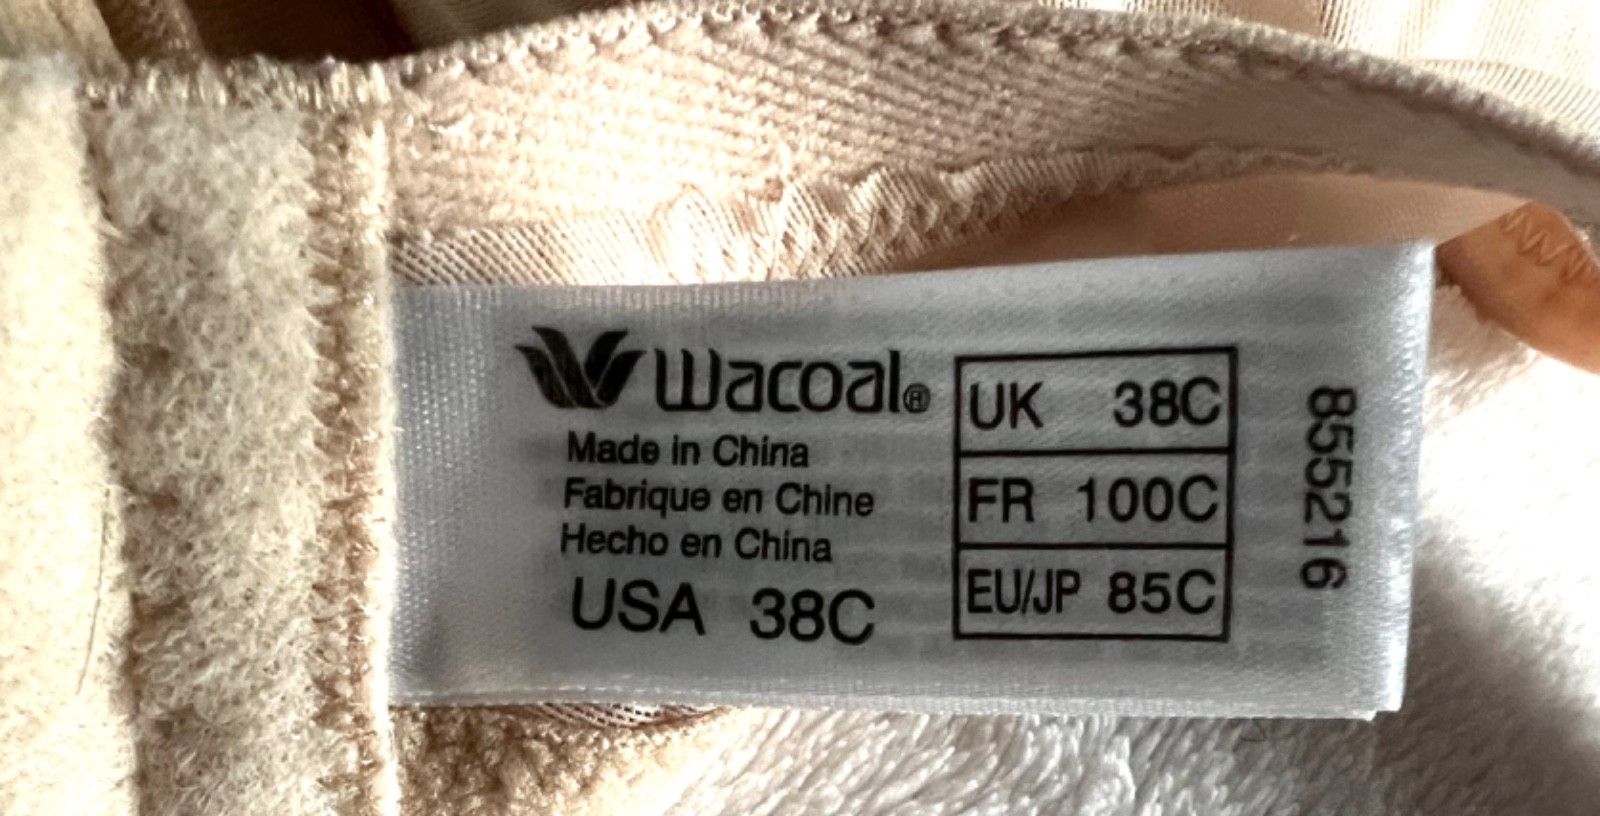 Wacoal®
Made in China
Fabrique en Chine
Hecho en China
USA 38C
UK 38C
FR 100C
EU/JP 85C
855216